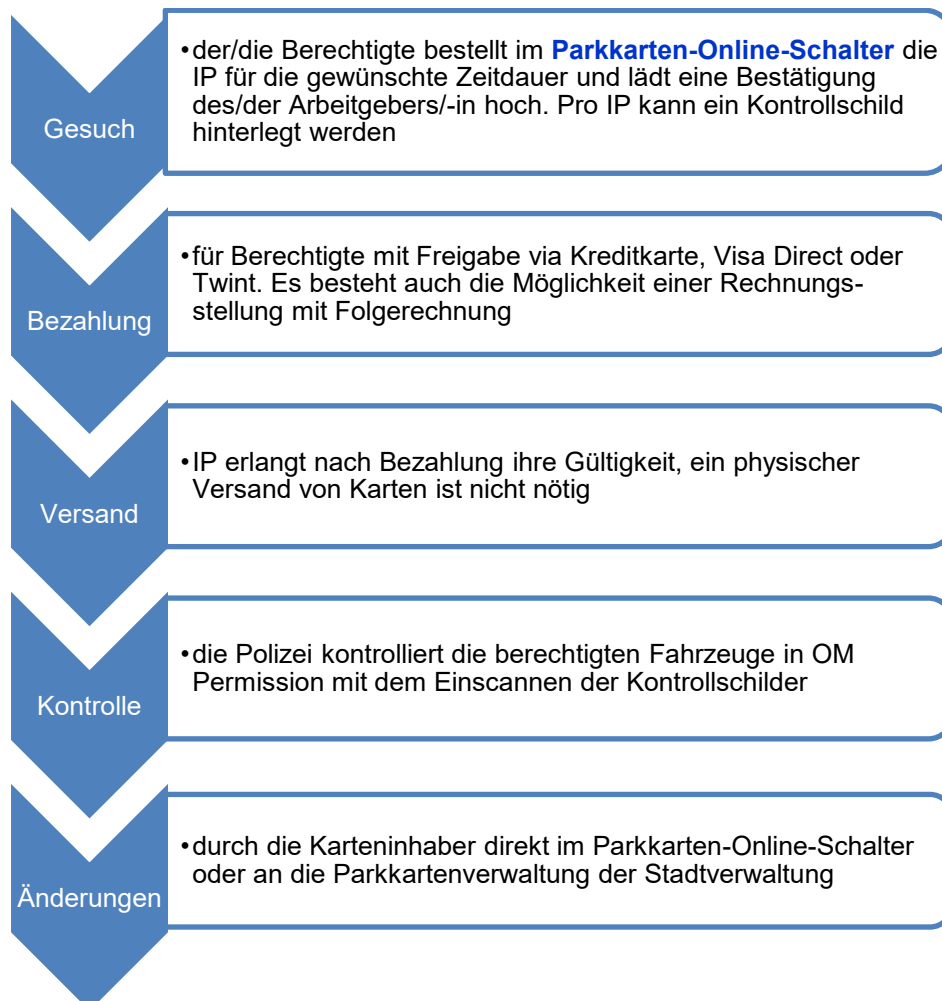 Gesuch
•der/die Berechtigte bestellt im Parkkarten-Online-Schalter die
IP für die gewünschte Zeitdauer und lädt eine Bestätigung
des/der Arbeitgebers/-in hoch. Pro IP kann ein Kontrollschild
hinterlegt werden
Bezahlung
•für Berechtigte mit Freigabe via Kreditkarte, Visa Direct oder
Twint. Es besteht auch die Möglichkeit einer Rechnungs-
stellung mit Folgerechnung
Versand
•IP erlangt nach Bezahlung ihre Gültigkeit, ein physischer
Versand von Karten ist nicht nötig
Kontrolle
•die Polizei kontrolliert die berechtigten Fahrzeuge in OM
Permission mit dem Einscannen der Kontrollschilder
Änderungen
•durch die Karteninhaber direkt im Parkkarten-Online-Schalter
oder an die Parkkartenverwaltung der Stadtverwaltung